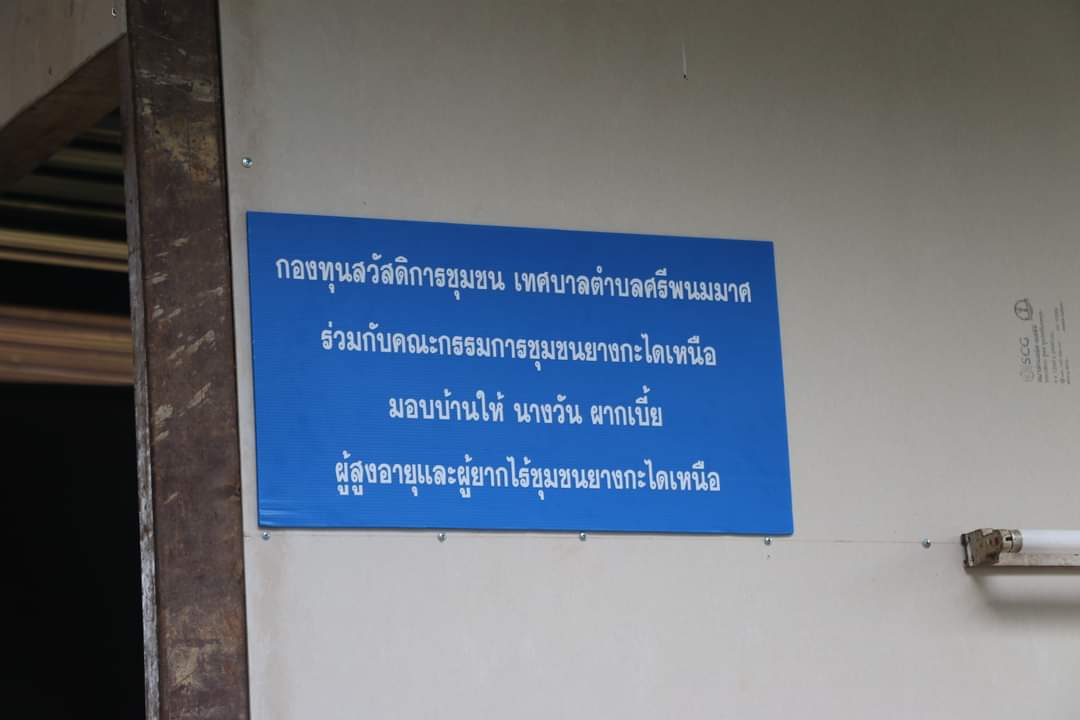 กองทุนสวัสดิการชุมชน เทศบาลตำบลศรีพนมมาศ
ร่วมกับคณะกรรมการชุมชนยางกะไดเหนือ
มอบบ้านให้ นางวัน ผากเบี้ย
ผู้สูงอายุและผู้ยากไร้ชุมชนยางกะไดเหนือ
SCG